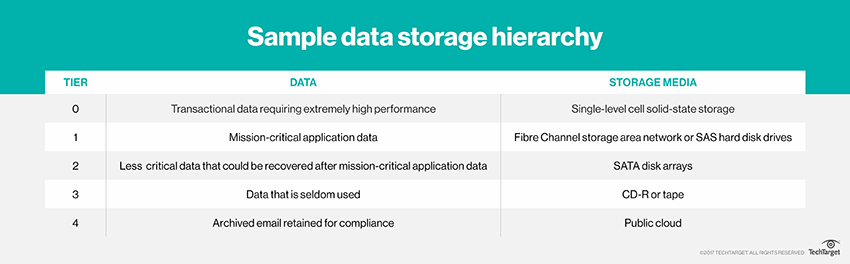 Sample data storage hierarchy
TIER DATA STORAGE MEDIA
0 Transactional data requiring extremely high performance Single-level cell solid-state storage
1 Mission-critical application data Fibre Channel storage area network or SAS hard disk drives
2 Less critical data that could be recovered after mission-critical application data SATA disk arrays
3 Data that is seldom used CD-R or tape
4 Archived email retained for compliance Public cloud
©2017 TECHTARGET. ALL RIGHTS RESERVED TechTarget